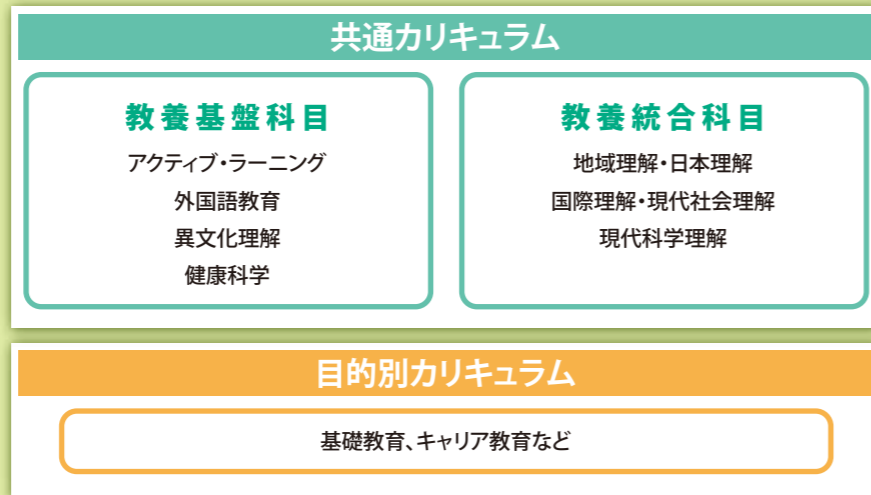 共通カリキュラム
教養基盤科目
アクティブ・ラーニング
外国語教育
異文化理解
健康科学
教養統合科目
地域理解・日本理解
国際理解・現代社会理解
現代科学理解
目的別カリキュラム
基礎教育、キャリア教育など